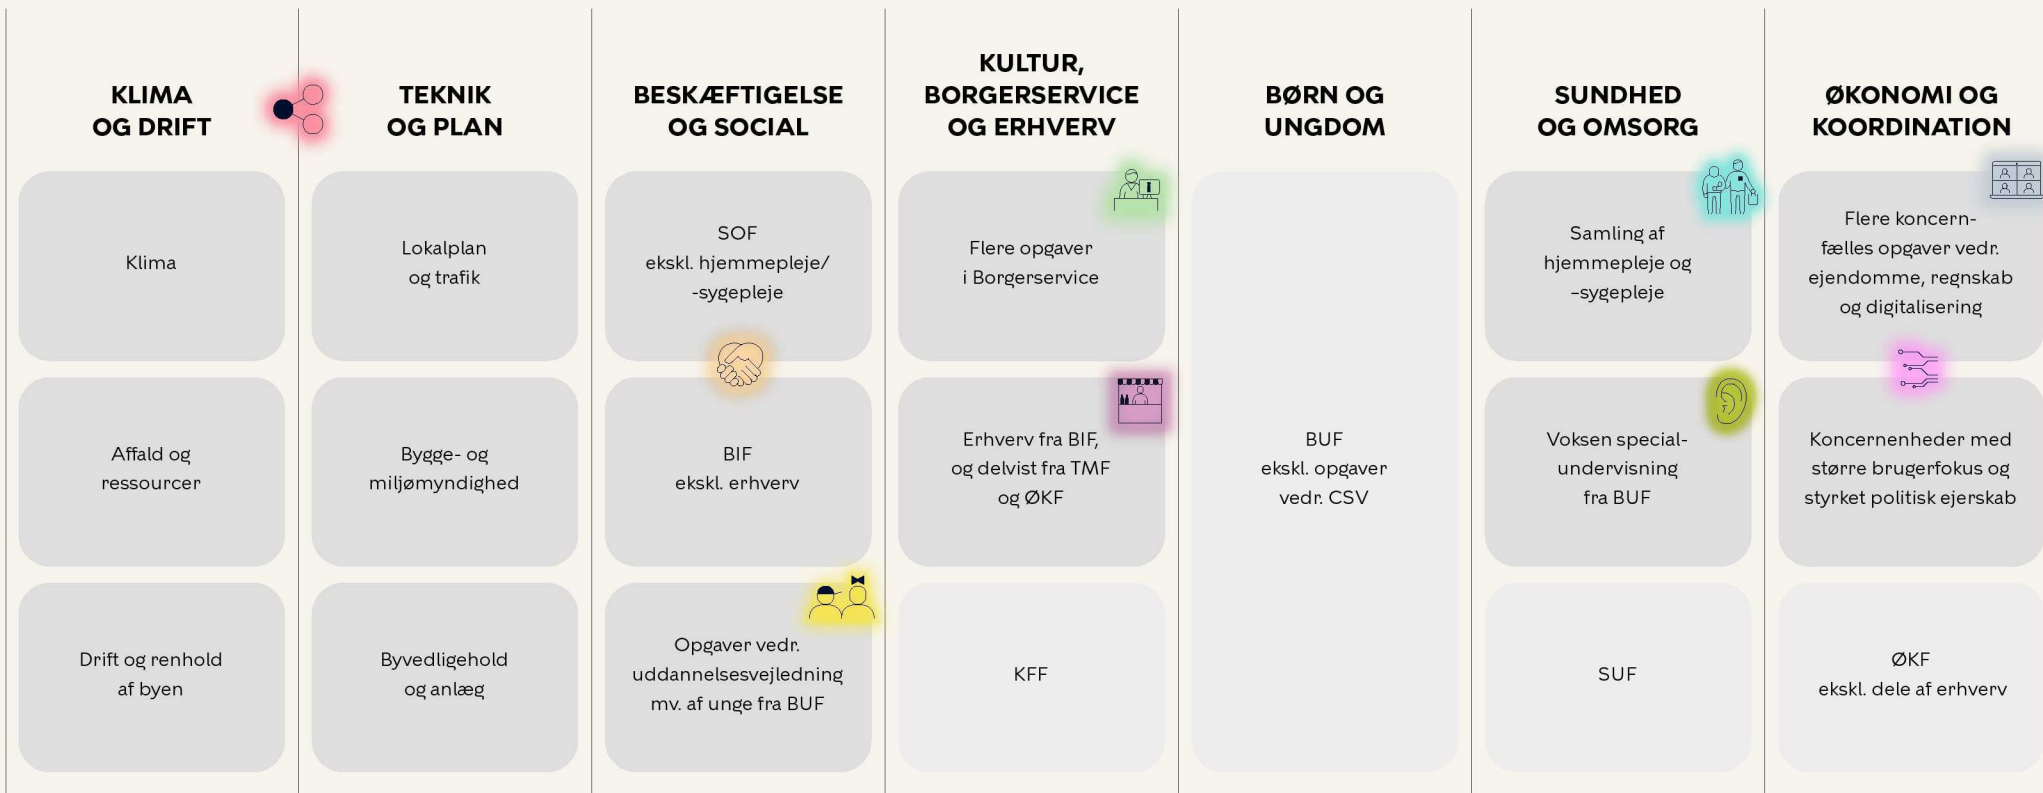 KLIMA
OG DRIFT
Klima
Affald og
ressourcer
Drift og renhold
af byen
TEKNIK
OG PLAN
Lokalplan
og trafik
Bygge- og
miljømyndighed
Byvedligehold
og anlæg
BESKÆFTIGELSE
OG SOCIAL
SOF
ekskl. hjemmepleje/
-sygepleje
BIF
ekskl. erhverv
Opgaver vedr.
uddannelsesvejledning
mv. af unge fra BUF
KULTUR,
BORGERSERVICE
OG ERHVERV
Flere opgaver
i Borgerservice
Erhverv fra BIF,
og delvist fra TMF
og ØKF
KFF
BØRN OG
UNGDOM
BUF
ekskl. opgaver
vedr. CSV
SUNDHED
OG OMSORG
Samling af
hjemmepleje og
–sygepleje
Voksen special-
undervisning
fra BUF
SUF
ØKONOMI OG
KOORDINATION
Flere koncern-
fælles opgaver vedr.
ejendomme, regnskab
og digitalisering
Koncernenheder med
større brugerfokus og
styrket politisk ejerskab
ØKF
ekskl. dele af erhverv